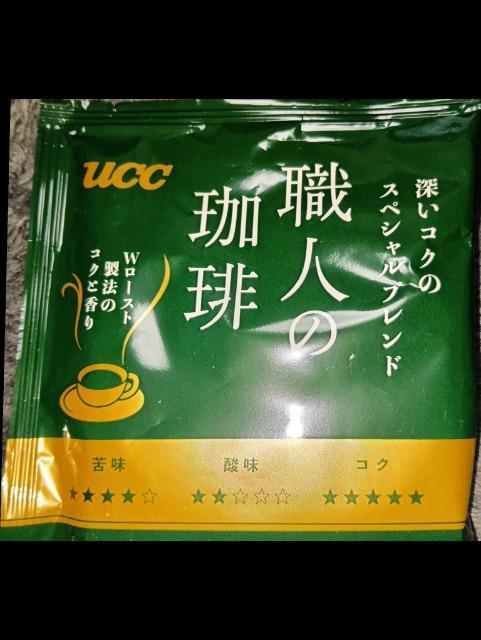 UCC
深いコクの
スペシャルブレンド
職人の
珈琲
Wロースト
製法の
コクと香り
苦味
酸味
コク
★★★★☆
★★☆☆☆
★★★★★